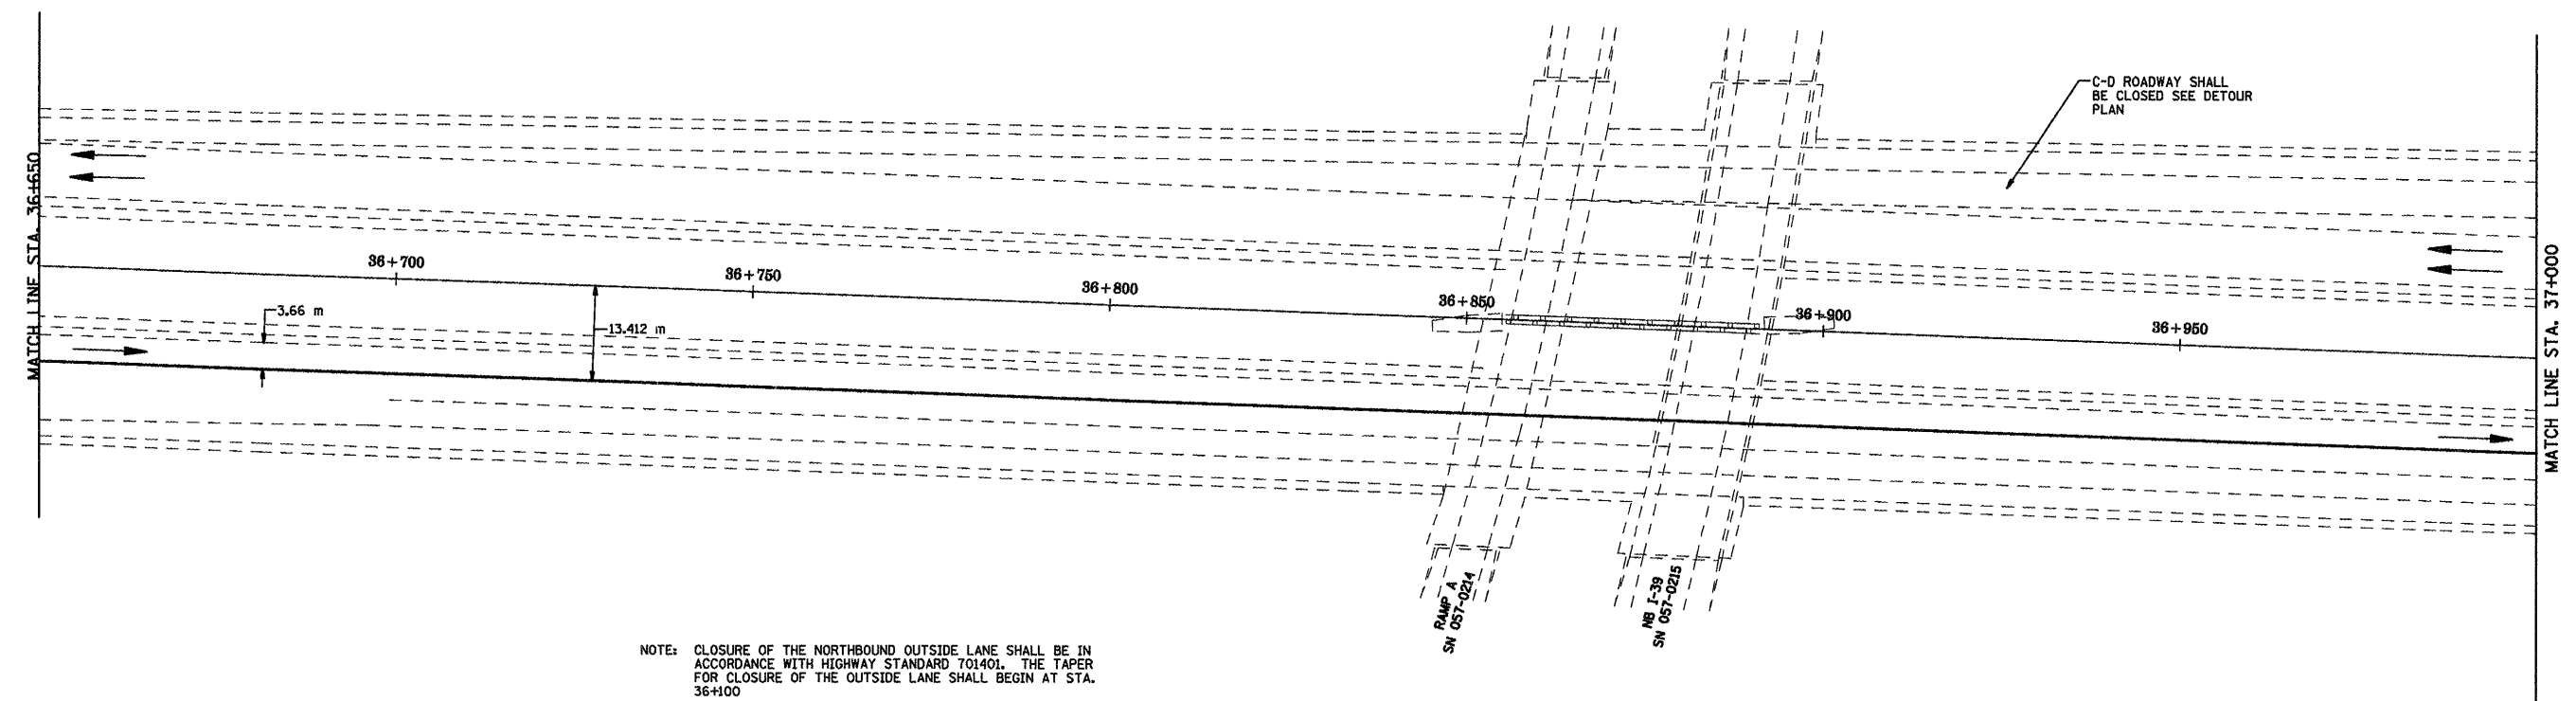 C-D ROADWAY SHALL
BE CLOSED SEE DETOUR
PLAN
MATCH LINE STA. 36+650
36+700
36+750
36+800
36+850
36+900
36+950
3.66 m
13.412 m
MATCH LINE STA. 37+000
RAMP A
SN 057-0214
NB I-39
SN 057-0215
NOTE: CLOSURE OF THE NORTHBOUND OUTSIDE LANE SHALL BE IN
ACCORDANCE WITH HIGHWAY STANDARD 701401. THE TAPER
FOR CLOSURE OF THE OUTSIDE LANE SHALL BEGIN AT STA.
36+100